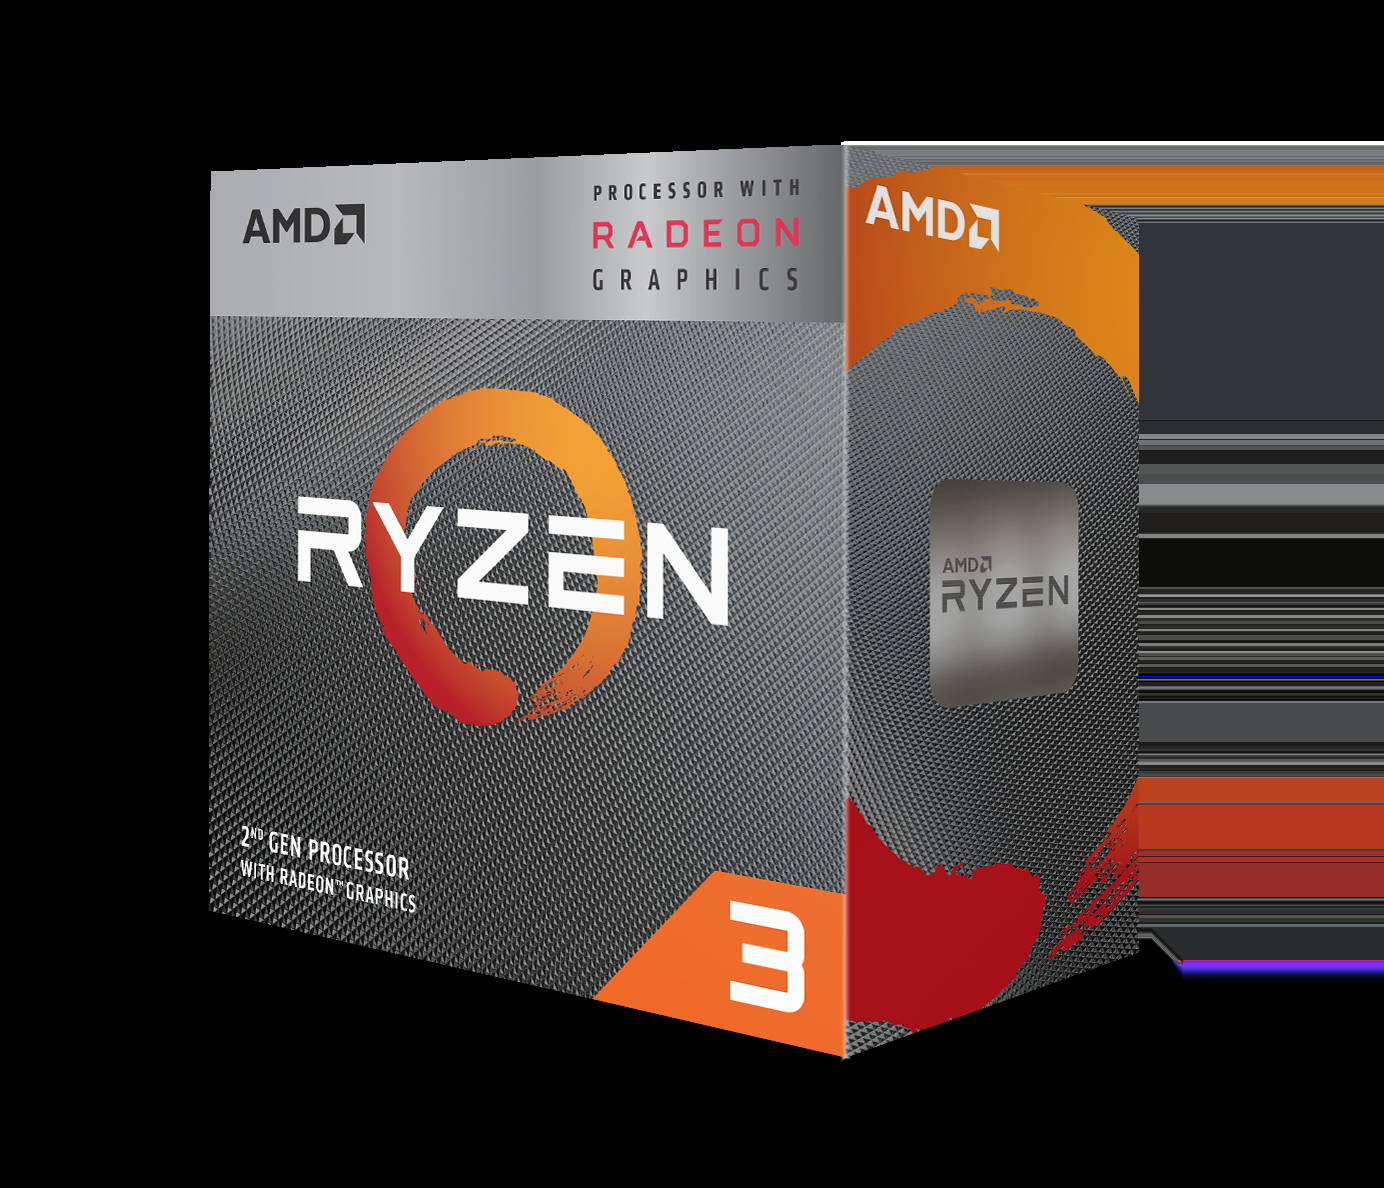 AMD
PROCESSOR WITH
RADEON
GRAPHICS
RYZEN
2ND GEN PROCESSOR
WITH RADEON™ GRAPHICS
3
AMD
AMD
RYZEN